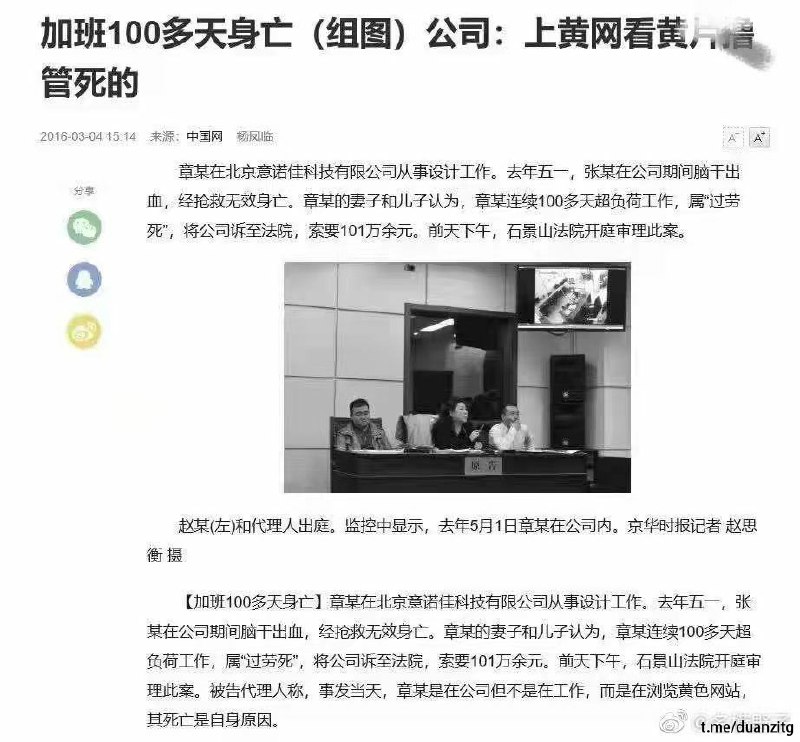 加班100多天身亡（组图）公司：上黄网看黄片撸
管死的
2016-03-04 15:14 来源：中国网 杨凤临
A⁻ A⁺
分享
章某在北京意诺佳科技有限公司从事设计工作。去年五一，张某在公司期间脑干出
血，经抢救无效身亡。章某的妻子和儿子认为，章某连续100多天超负荷工作，属“过劳
死”，将公司诉至法院，索要101万余元。前天下午，石景山法院开庭审理此案。
原告
赵某(左)和代理人出庭。监控中显示，去年5月1日章某在公司内。京华时报记者 赵思
衡 摄
【加班100多天身亡】章某在北京意诺佳科技有限公司从事设计工作。去年五一，张
某在公司期间脑干出血，经抢救无效身亡。章某的妻子和儿子认为，章某连续100多天超
负荷工作，属“过劳死”，将公司诉至法院，索要101万余元。前天下午，石景山法院开庭审
理此案。被告代理人称，事发当天，章某是在公司但不是在工作，而是在浏览黄色网站，
其死亡是自身原因。
t.me/duanzitg